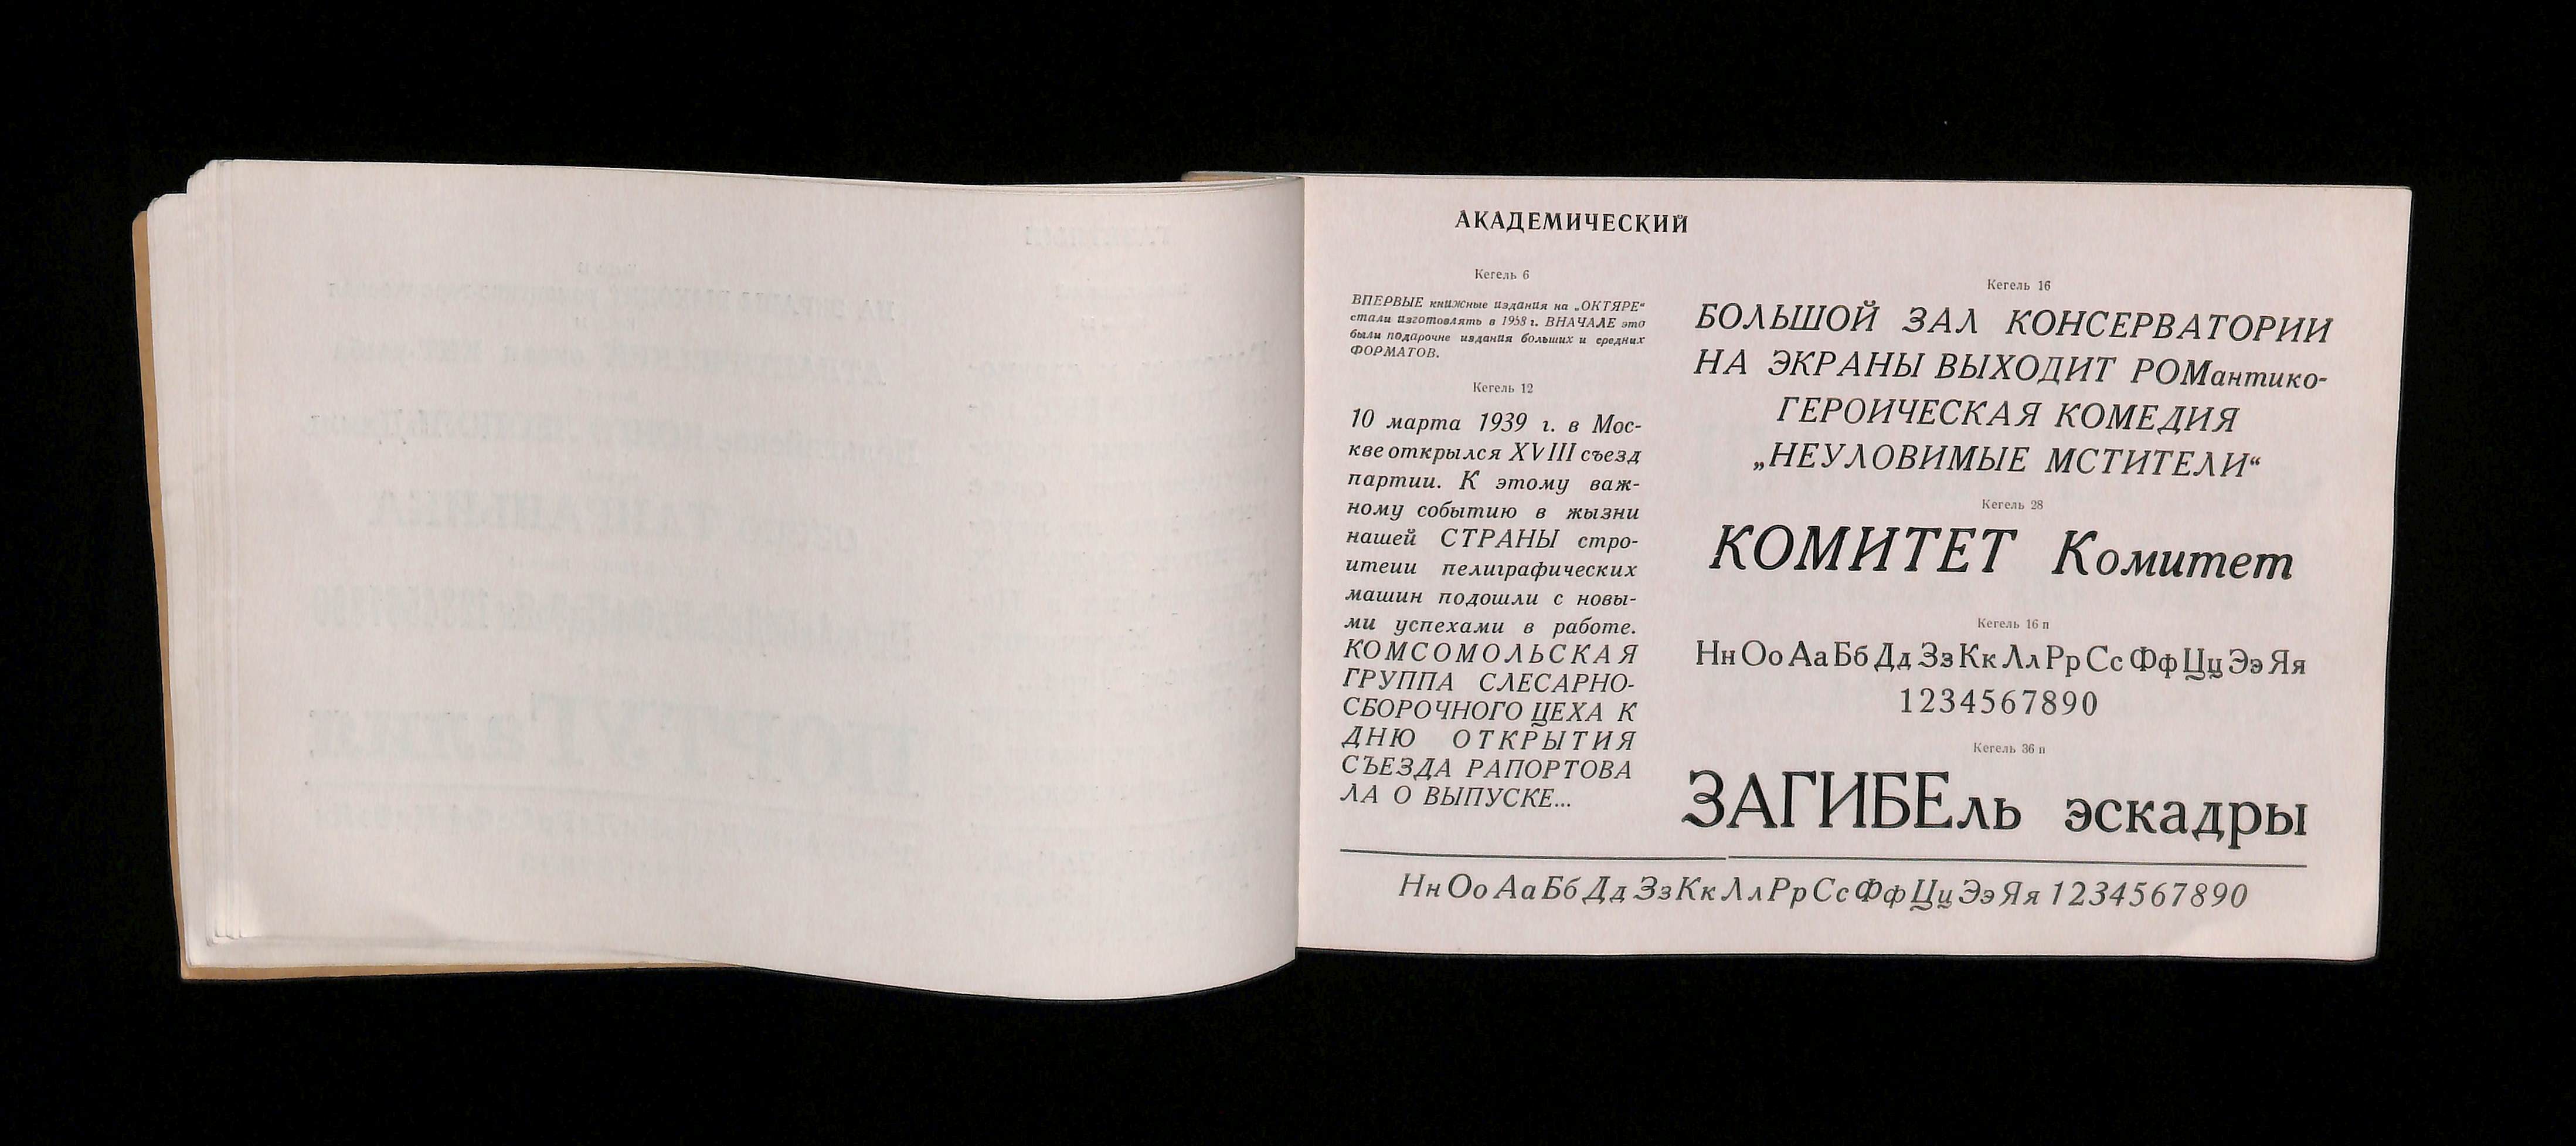 АКАДЕМИЧЕСКИЙ
Кегель 6
ВПЕРВЫЕ книжные издания на „ОКТЯРЕ“
стали изготовлять в 1958 г. ВНАЧАЛЕ это
были подарочне издания больших и средних
ФОРМАТОВ.
Кегель 12
10 марта 1939 г. в Мос-
кве открылся XVIII съезд
партии. К этому важ-
ному событию в жызни
нашей СТРАНЫ стро-
итеии пелиграфических
машин подошли с новы-
ми успехами в работе.
КОМСОМОЛЬСКАЯ
ГРУППА СЛЕСАРНО-
СБОРОЧНОГО ЦЕХА К
ДНЮ ОТКРЫТИЯ
СЪЕЗДА РАПОРТОВА
ЛА О ВЫПУСКЕ...
Кегель 16
БОЛЬШОЙ ЗАЛ КОНСЕРВАТОРИИ
НА ЭКРАНЫ ВЫХОДИТ РОМантико-
ГЕРОИЧЕСКАЯ КОМЕДИЯ
„НЕУЛОВИМЫЕ МСТИТЕЛИ“
Кегель 28
КОМИТЕТ Комитет
Кегель 16 п
Нн Оо Аа Бб Дд Зз Кк Лл Рр Сс Фф Цц Ээ Яя
1234567890
Кегель 36 п
ЗАГИБЕль эскадры
Нн Оо Аа Бб Дд Зз Кк Лл Рр Сс Фф Цц Ээ Яя 1234567890